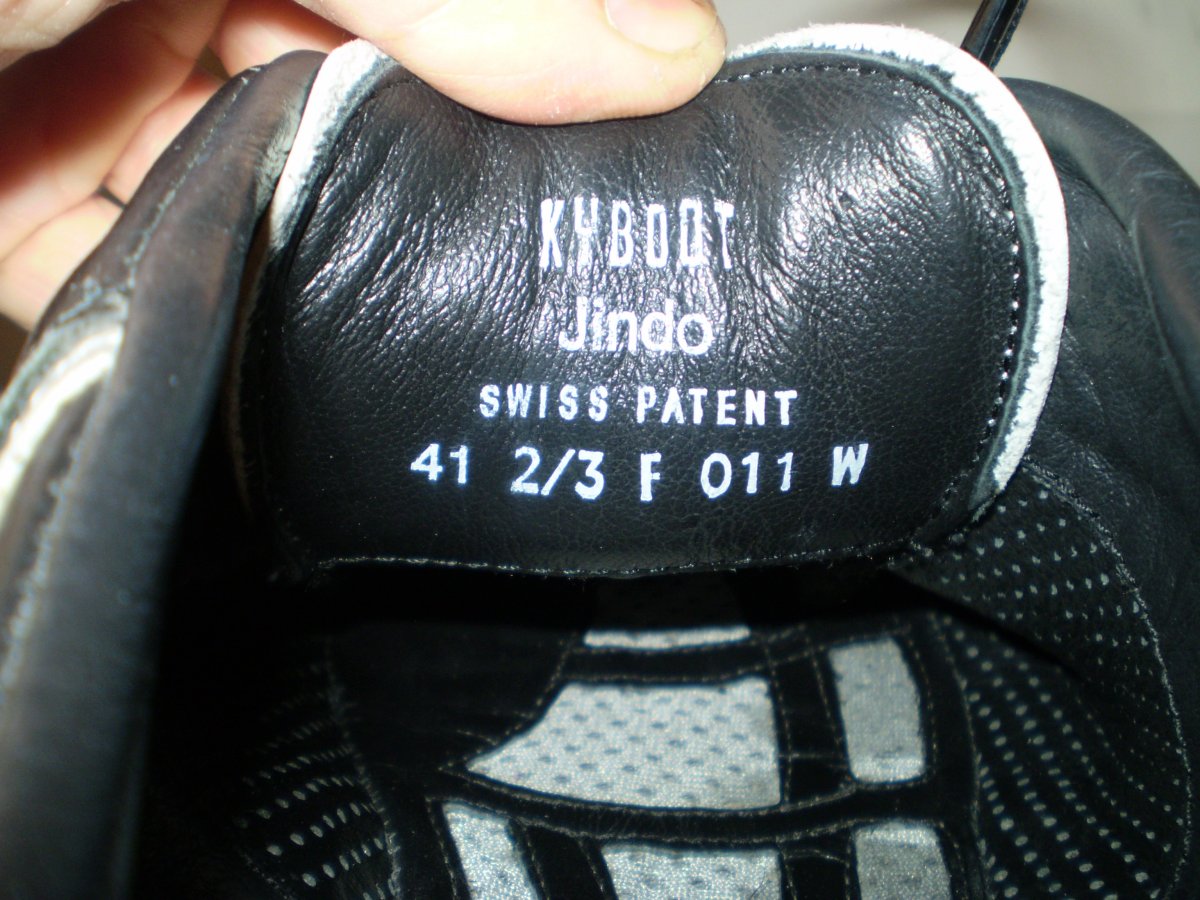 KYBOOT
Jindo
SWISS PATENT
41 2/3 F 011 W